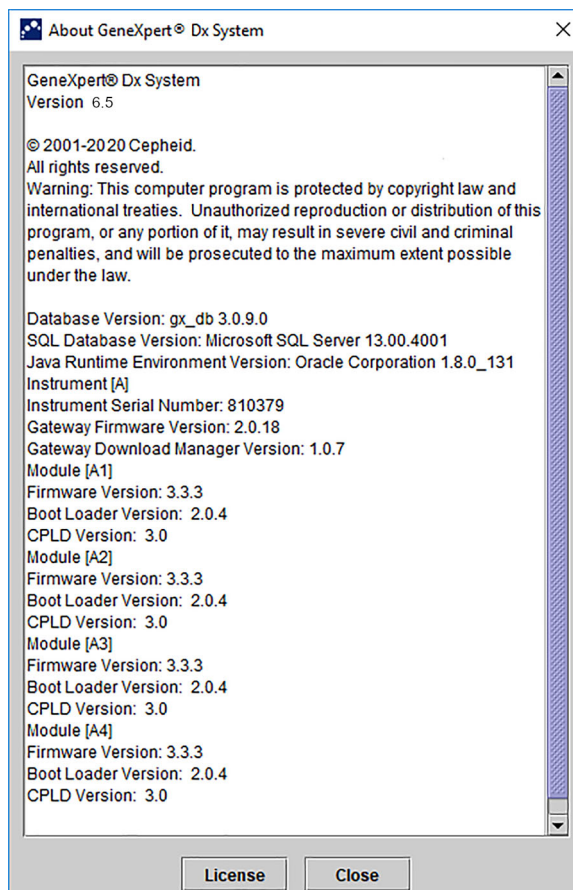 About GeneXpert® Dx System
GeneXpert® Dx System
Version 6.5
© 2001-2020 Cepheid.
All rights reserved.
Warning: This computer program is protected by copyright law and
international treaties. Unauthorized reproduction or distribution of this
program, or any portion of it, may result in severe civil and criminal
penalties, and will be prosecuted to the maximum extent possible
under the law.
Database Version: gx_db 3.0.9.0
SQL Database Version: Microsoft SQL Server 13.00.4001
Java Runtime Environment Version: Oracle Corporation 1.8.0_131
Instrument [A]
Instrument Serial Number: 810379
Gateway Firmware Version: 2.0.18
Gateway Download Manager Version: 1.0.7
Module [A1]
Firmware Version: 3.3.3
Boot Loader Version: 2.0.4
CPLD Version: 3.0
Module [A2]
Firmware Version: 3.3.3
Boot Loader Version: 2.0.4
CPLD Version: 3.0
Module [A3]
Firmware Version: 3.3.3
Boot Loader Version: 2.0.4
CPLD Version: 3.0
Module [A4]
Firmware Version: 3.3.3
Boot Loader Version: 2.0.4
CPLD Version: 3.0
License Close